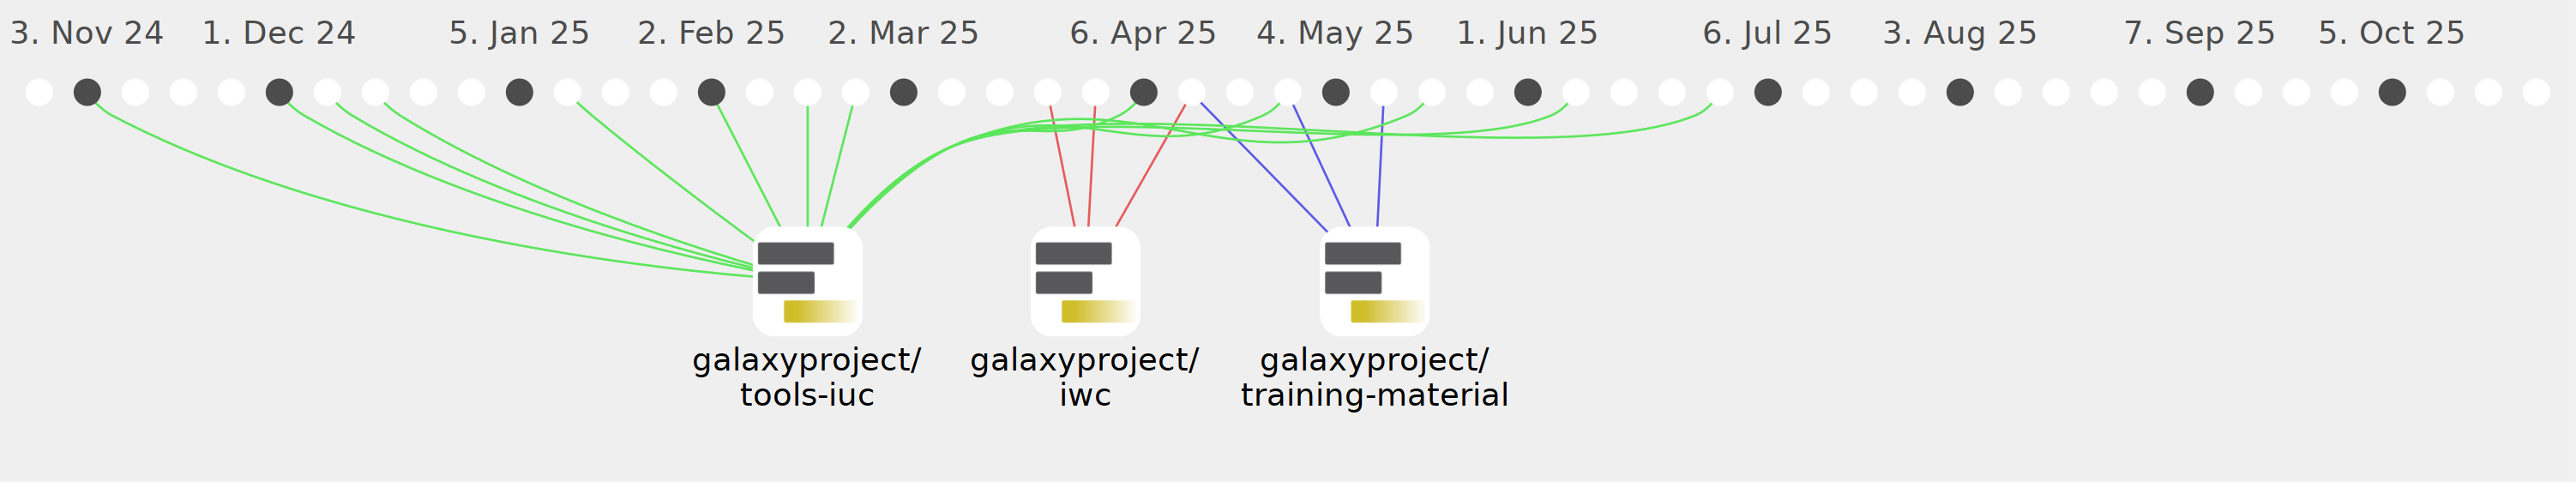 3. Nov 24 1. Dec 24 5. Jan 25 2. Feb 25 2. Mar 25 6. Apr 25 4. May 25 1. Jun 25 6. Jul 25 3. Aug 25 7. Sep 25 5. Oct 25
galaxyproject/
tools-iuc
galaxyproject/
iwc
galaxyproject/
training-material